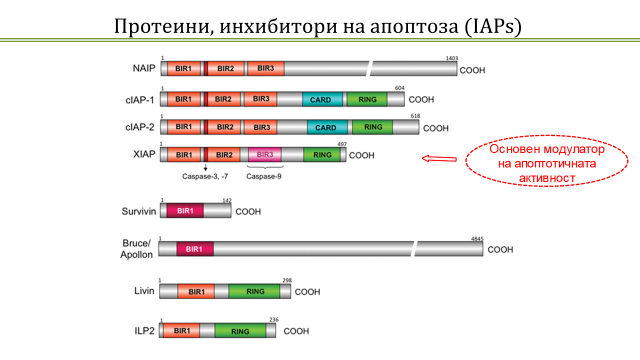 Протеини, инхибитори на апоптоза (IAPs)
1 1403
NAIP BIR1 BIR2 BIR3 COOH
1 604
cIAP-1 BIR1 BIR2 BIR3 CARD RING COOH
1 618
cIAP-2 BIR1 BIR2 BIR3 CARD RING COOH
1 497
XIAP BIR1 BIR2 BIR3 RING COOH
Caspase-3, -7 Caspase-9
Основен модулатор
на апоптотичната
активност
1 142
Survivin BIR1 COOH
1 4845
Bruce/
Apollon BIR1 COOH
1 298
Livin BIR1 RING COOH
1 236
ILP2 BIR1 RING COOH